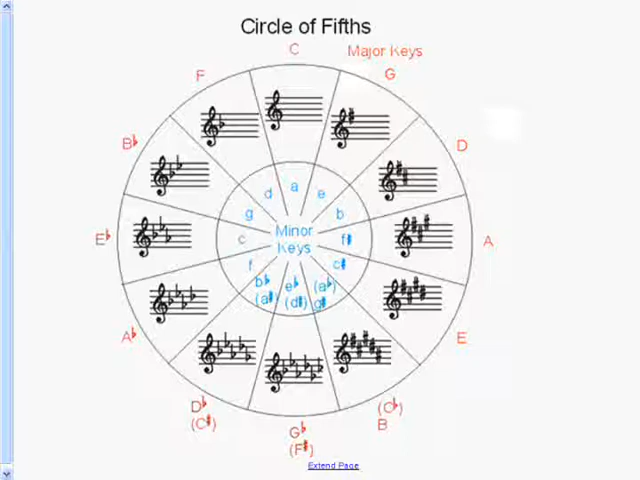 Circle of Fifths
Major Keys
C
G
D
A
E
(C♭)
B
G♭
(F♯)
D♭
(C♯)
A♭
E♭
B♭
F
Minor
Keys
a
e
b
f♯
c♯
(a♭)
g♯
e♭
(d♯)
b♭
(a♯)
f
c
g
d
Extend Page